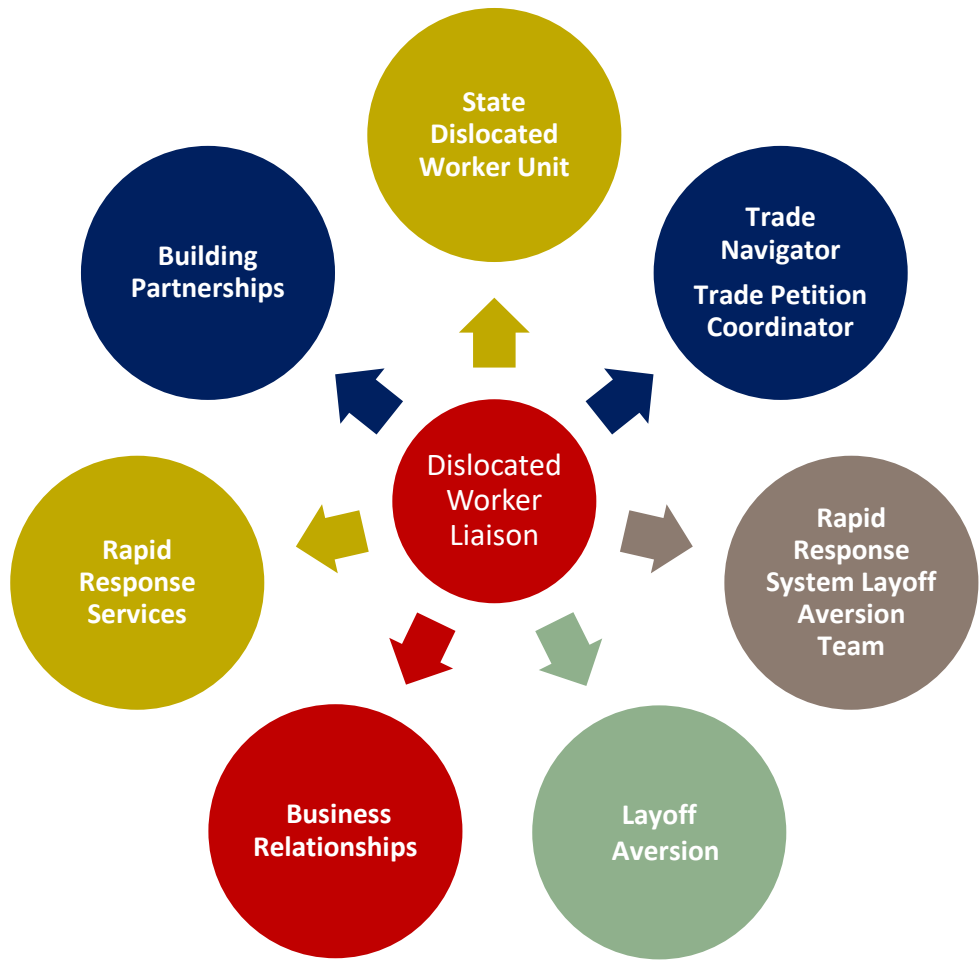 State
Dislocated
Worker Unit
Trade
Navigator
Trade Petition
Coordinator
Rapid
Response
System Layoff
Aversion
Team
Layoff
Aversion
Business
Relationships
Rapid
Response
Services
Building
Partnerships
Dislocated
Worker
Liaison